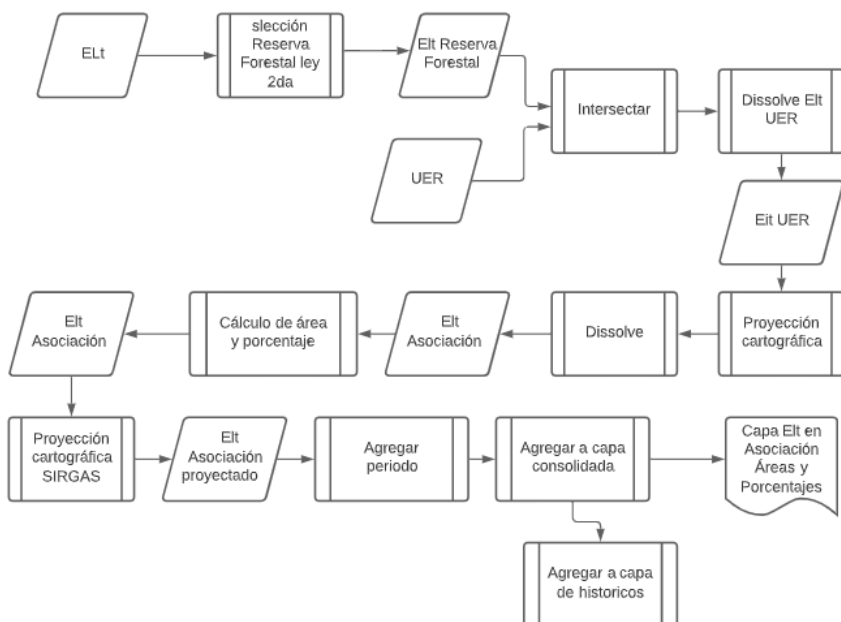 ELt
slección
Reserva
Forestal ley
2da
Elt Reserva
Forestal
UER
Intersectar
Dissolve Elt
UER
Eit UER
Proyección
cartográfica
Dissolve
Elt
Asociación
Cálculo de área
y porcentaje
Elt
Asociación
Proyección
cartográfica
SIRGAS
Elt
Asociación
proyectado
Agregar
periodo
Agregar a capa
consolidada
Capa Elt en
Asociación
Áreas y
Porcentajes
Agregar a capa
de historicos